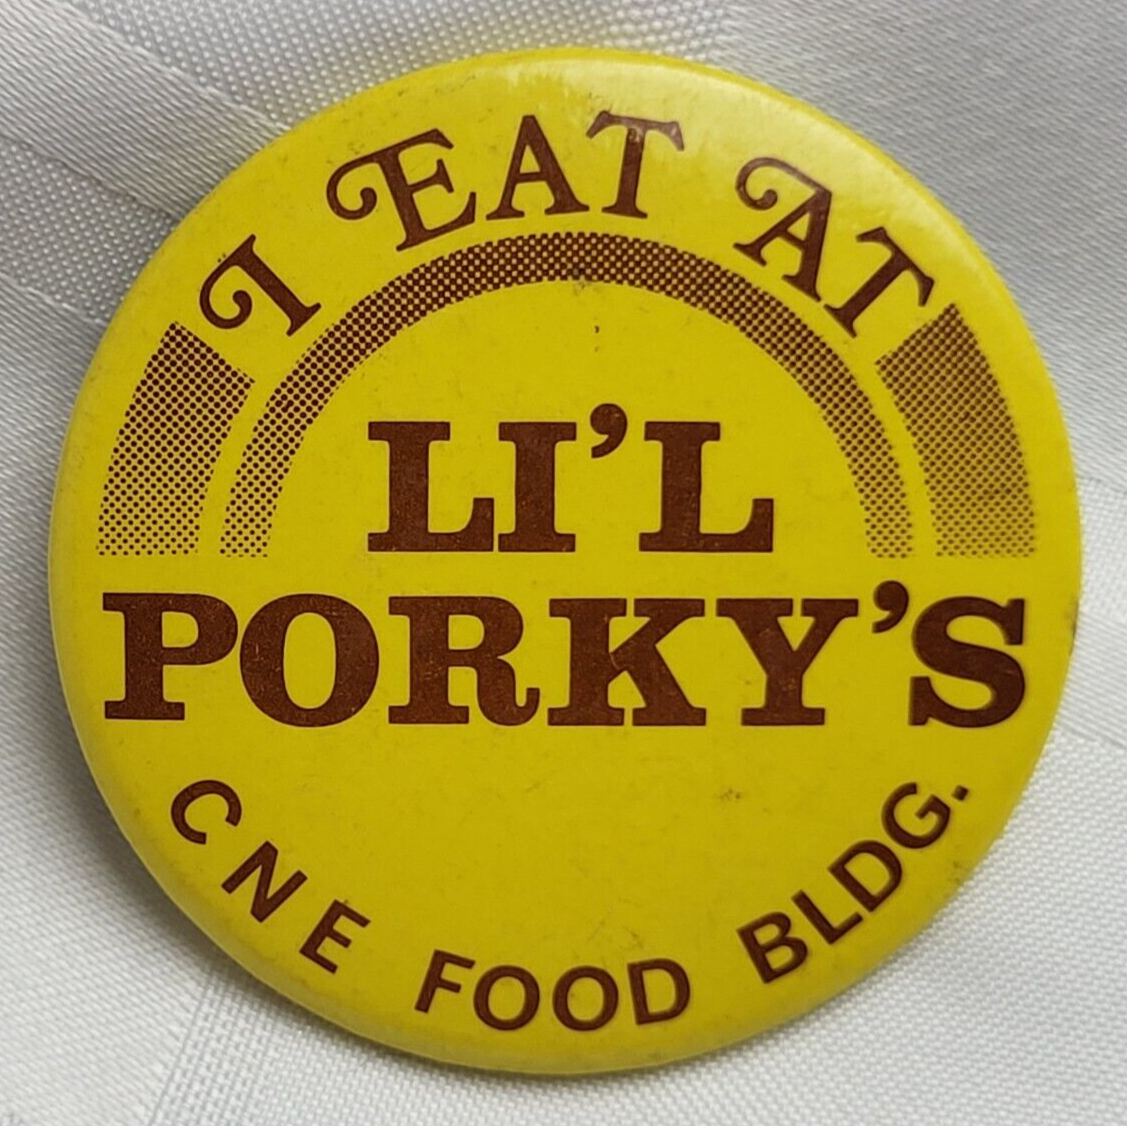 I EAT AT
LI'L
PORKY'S
CNE FOOD BLDG.